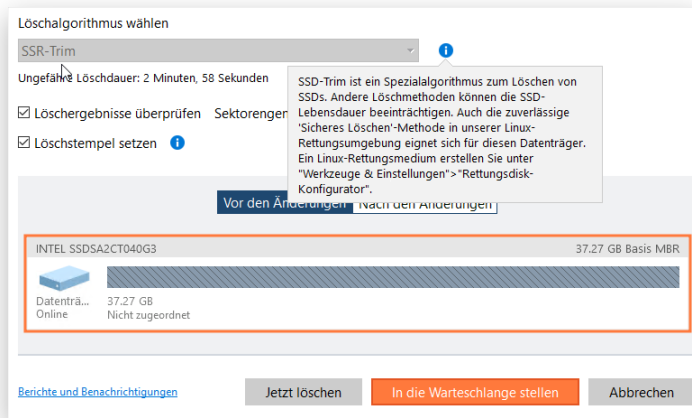 Löschalgorithmus wählen
SSR-Trim
Ungefähre Löschdauer: 2 Minuten, 58 Sekunden
SSD-Trim ist ein Spezialalgorithmus zum Löschen von
SSDs. Andere Löschmethoden können die SSD-
Lebensdauer beeinträchtigen. Auch die zuverlässige
'Sicheres Löschen'-Methode in unserer Linux-
Rettungsumgebung eignet sich für diesen Datenträger.
Ein Linux-Rettungsmedium erstellen Sie unter
"Werkzeuge & Einstellungen">"Rettungsdisk-
Konfigurator".
Löschergebnisse überprüfen Sektorengen
Löschstempel setzen
Vor den Änderungen Nach den Änderungen
INTEL SSDSA2CT040G3 37.27 GB Basis MBR
Datenträ... 37.27 GB
Online Nicht zugeordnet
Berichte und Benachrichtigungen Jetzt löschen In die Warteschlange stellen Abbrechen